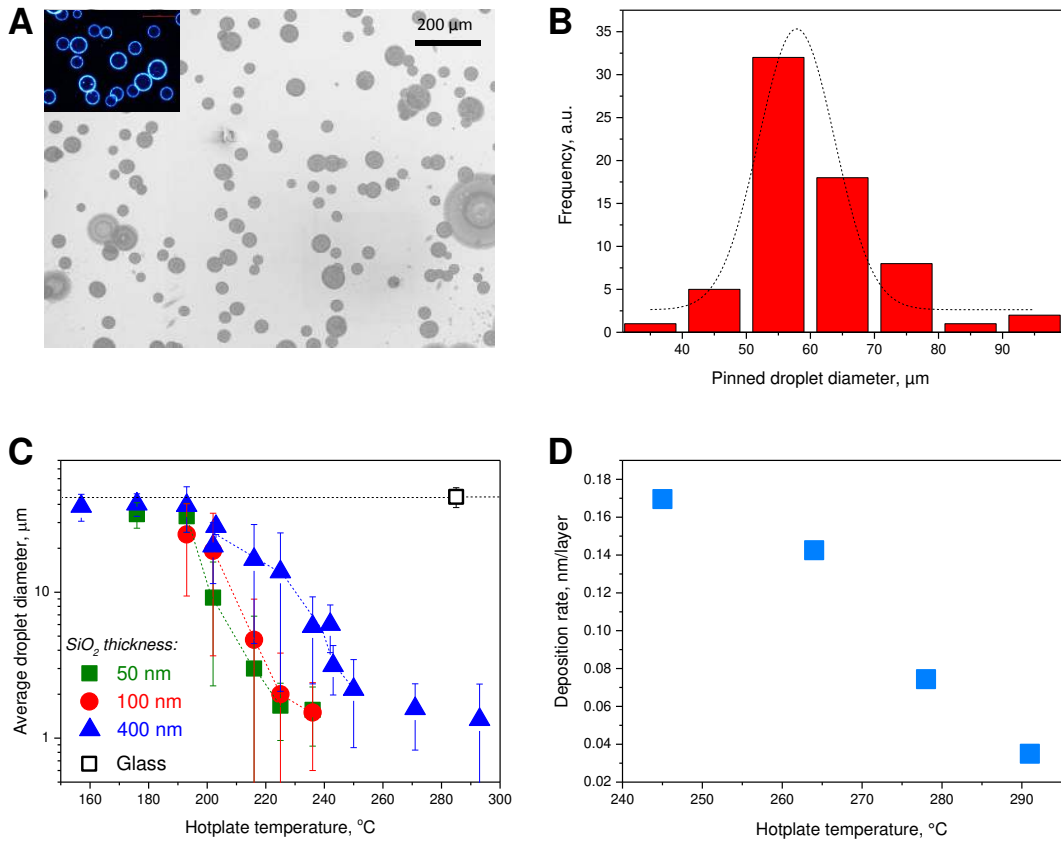 A
200 µm
B
35
30
25
20
15
10
5
0
Frequency, a.u.
40 50 60 70 80 90
Pinned droplet diameter, µm
C
10
1
Average droplet diameter, µm
SiO2 thickness:
50 nm
100 nm
400 nm
Glass
160 180 200 220 240 260 280 300
Hotplate temperature, °C
D
0.18
0.16
0.14
0.12
0.10
0.08
0.06
0.04
0.02
Deposition rate, nm/layer
240 250 260 270 280 290
Hotplate temperature, °C